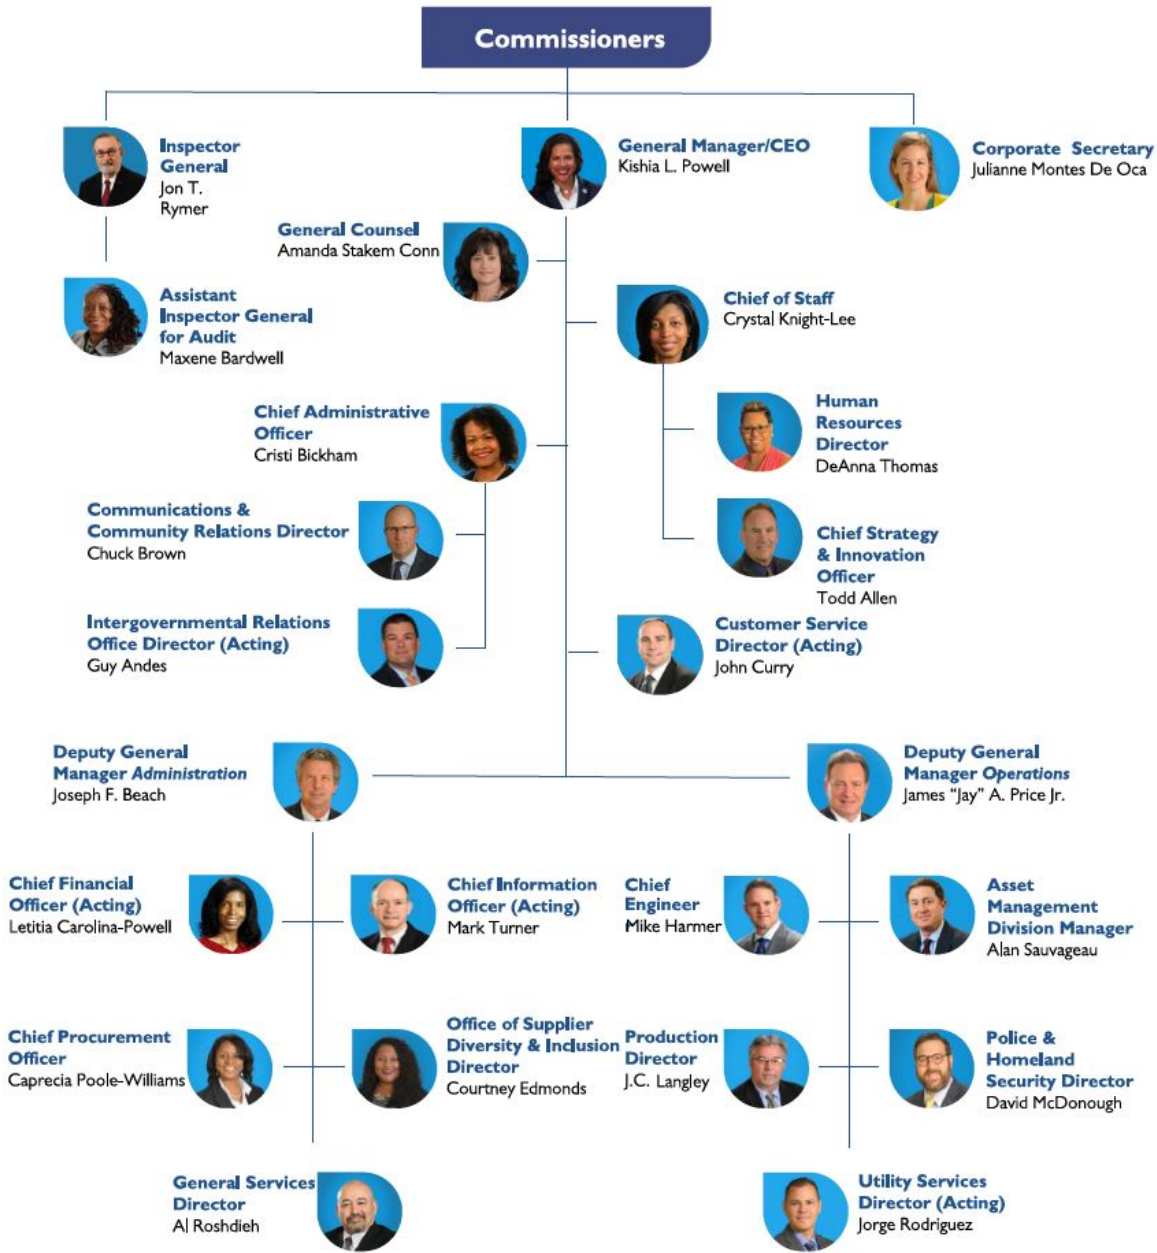 Commissioners
Inspector
General
Jon T.
Rymer
General Manager/CEO
Kishia L. Powell
Corporate Secretary
Julianne Montes De Oca
General Counsel
Amanda Stakem Conn
Assistant
Inspector General
for Audit
Maxene Bardwell
Chief of Staff
Crystal Knight-Lee
Chief Administrative
Officer
Cristi Bickham
Human
Resources
Director
DeAnna Thomas
Communications &
Community Relations Director
Chuck Brown
Chief Strategy
& Innovation
Officer
Todd Allen
Intergovernmental Relations
Office Director (Acting)
Guy Andes
Customer Service
Director (Acting)
John Curry
Deputy General
Manager Administration
Joseph F. Beach
Deputy General
Manager Operations
James “Jay” A. Price Jr.
Chief Financial
Officer (Acting)
Letitia Carolina-Powell
Chief Information
Officer (Acting)
Mark Turner
Chief
Engineer
Mike Harmer
Asset
Management
Division Manager
Alan Sauvageau
Chief Procurement
Officer
Caprecia Poole-Williams
Office of Supplier
Diversity & Inclusion
Director
Courtney Edmonds
Production
Director
J.C. Langley
Police &
Homeland
Security Director
David McDonough
General Services
Director
Al Roshdieh
Utility Services
Director (Acting)
Jorge Rodriguez